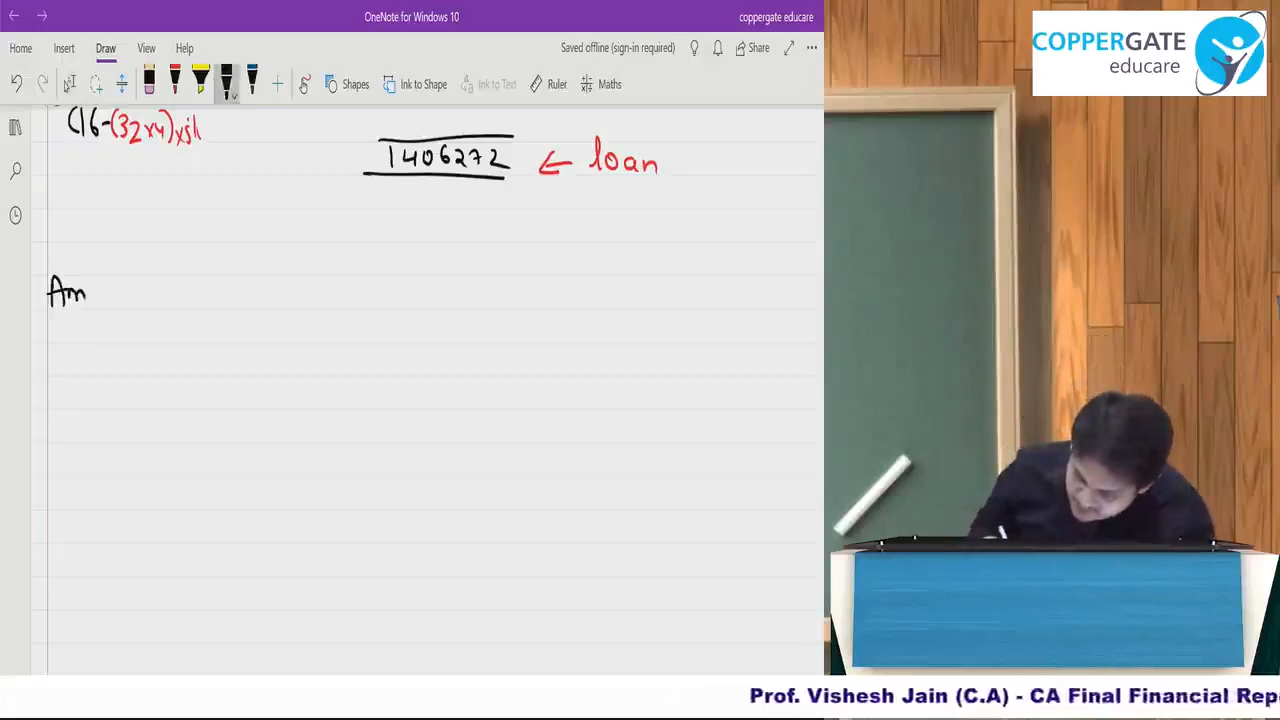 OneNote for Windows 10
coppergate educare
Home Insert Draw View Help
Saved offline (sign-in required)
Share
Shapes
Ink to Shape
Ink to Text
Ruler
Maths
(16-(32x4)x5k
1406272 ← loan
Am
COPPERGATE
educare
Prof. Vishesh Jain (C.A) - CA Final Financial Rep